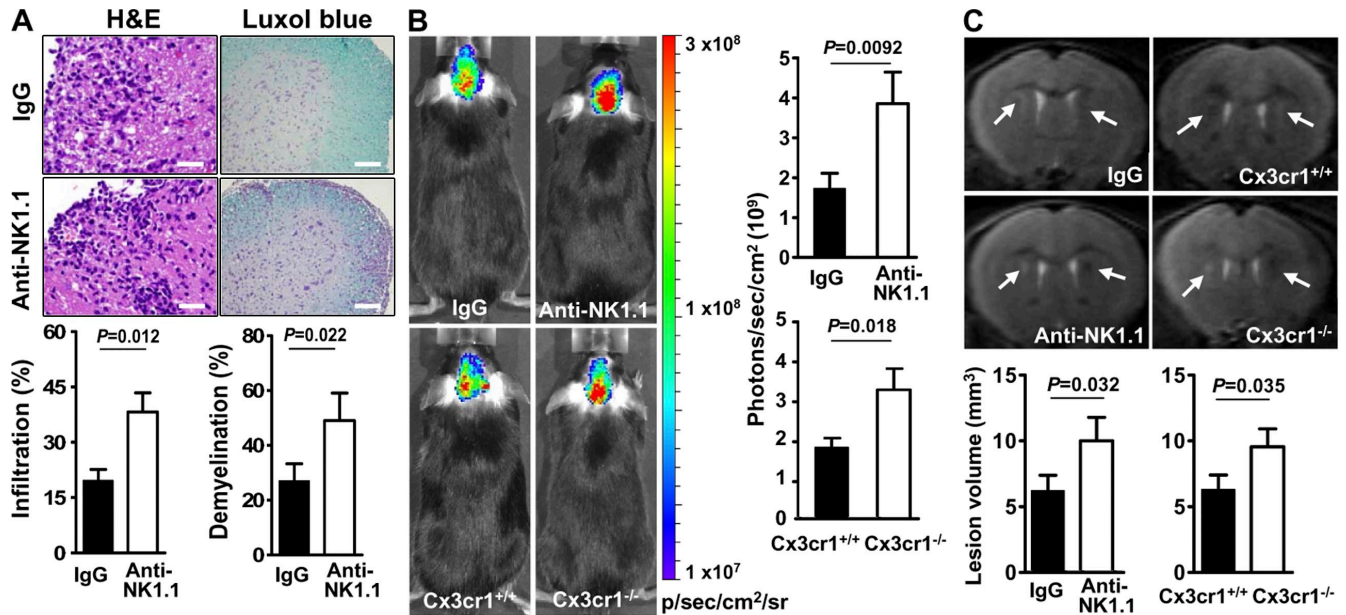 A
H&E
Luxol blue
IgG
Anti-NK1.1
Infiltration (%)
60
45
30
15
0
P=0.012
IgG
Anti-
NK1.1
Demyelination (%)
80
60
40
20
0
P=0.022
IgG
Anti-
NK1.1
B
IgG
Anti-NK1.1
Cx3cr1+/+
Cx3cr1-/-
3 x10⁸
1 x10⁸
1 x10⁷
p/sec/cm²/sr
Photons/sec/cm² (10⁹)
P=0.0092
5
4
3
2
1
0
IgG
Anti-
NK1.1
P=0.018
5
4
3
2
1
0
Cx3cr1+/+ Cx3cr1-/-
C
IgG
Cx3cr1+/+
Anti-NK1.1
Cx3cr1-/-
Lesion volume (mm³)
15
10
5
0
P=0.032
IgG
Anti-
NK1.1
15
10
5
0
P=0.035
Cx3cr1+/+ Cx3cr1-/-